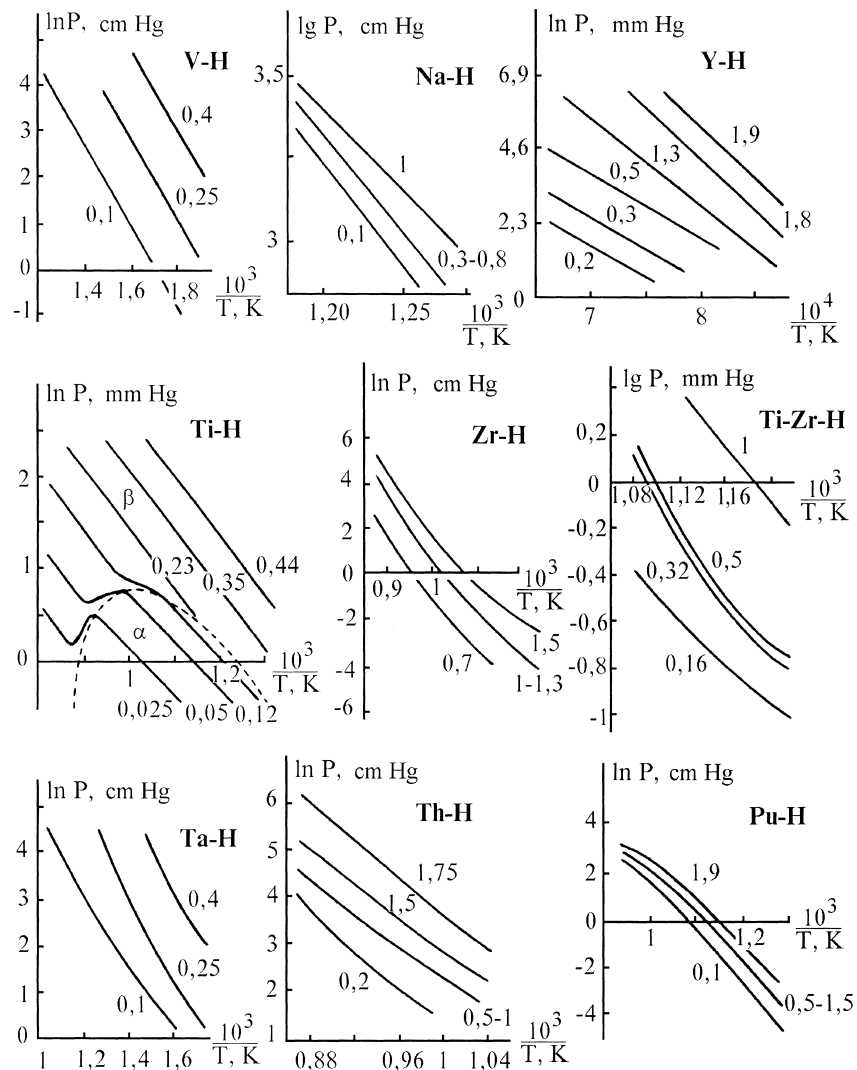 lnP, cm Hg
V-H
4
3
2
1
0
-1
0,4
0,25
0,1
1,4 1,6 1,8
10³
T, K
lg P, cm Hg
Na-H
3,5
3
1
0,1
0,3-0,8
1,20 1,25
10³
T, K
ln P, mm Hg
Y-H
6,9
4,6
2,3
0
1,9
1,3
0,5
0,3
0,2
1,8
7 8
10⁴
T, K
ln P, mm Hg
Ti-H
2
1
0
β
α
0,23
0,35
0,44
1 1,2
0,025 0,05 0,12
10³
T, K
ln P, cm Hg
Zr-H
6
4
2
0
-2
-4
-6
0,9 1
10³
T, K
0,7
1,5
1-1,3
lg P, mm Hg
Ti-Zr-H
0,2
0
-0,2
-0,4
-0,6
-0,8
-1
1
1,08 1,12 1,16
10³
T, K
0,5
0,32
0,16
ln P, cm Hg
Ta-H
4
3
2
1
0
0,4
0,25
0,1
1 1,2 1,4 1,6
10³
T, K
ln P, cm Hg
Th-H
6
5
4
3
2
1
1,75
1,5
0,2
0,5-1
0,88 0,96 1 1,04
10³
T, K
ln P, cm Hg
Pu-H
4
2
0
-2
-4
1,9
1 1,2
0,1
0,5-1,5
10³
T, K